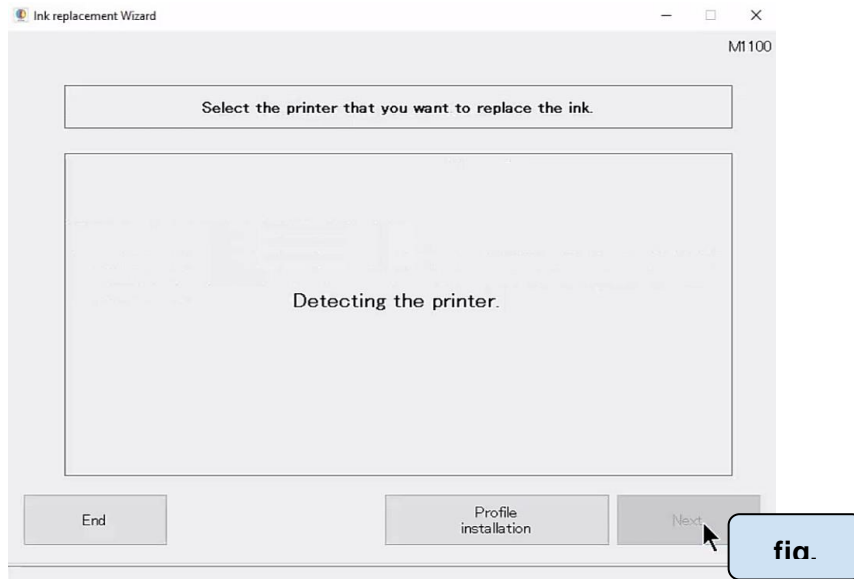 Ink replacement Wizard
M1100
Select the printer that you want to replace the ink.
Detecting the printer.
End
Profile
installation
Next
fig.